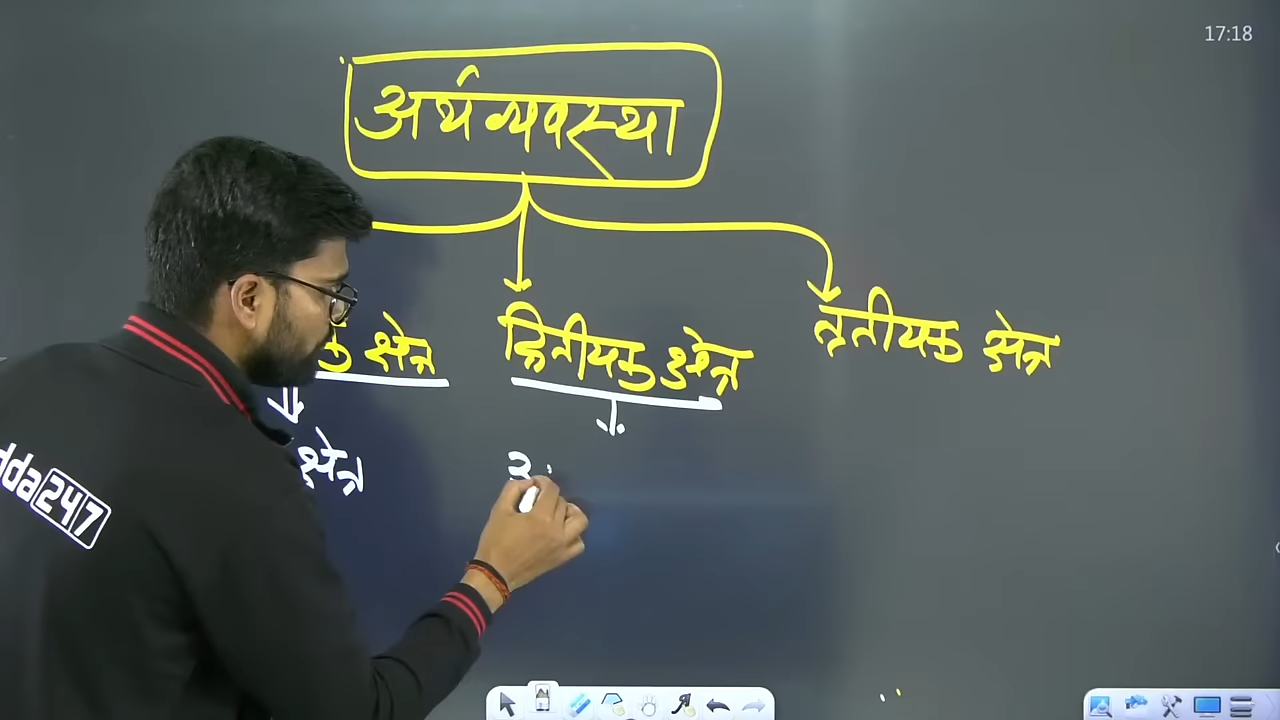 17:18
अर्थव्यवस्था
क क्षेत्र द्वितीयक क्षेत्र तृतीयक क्षेत्र
क्षेत्र
dda247